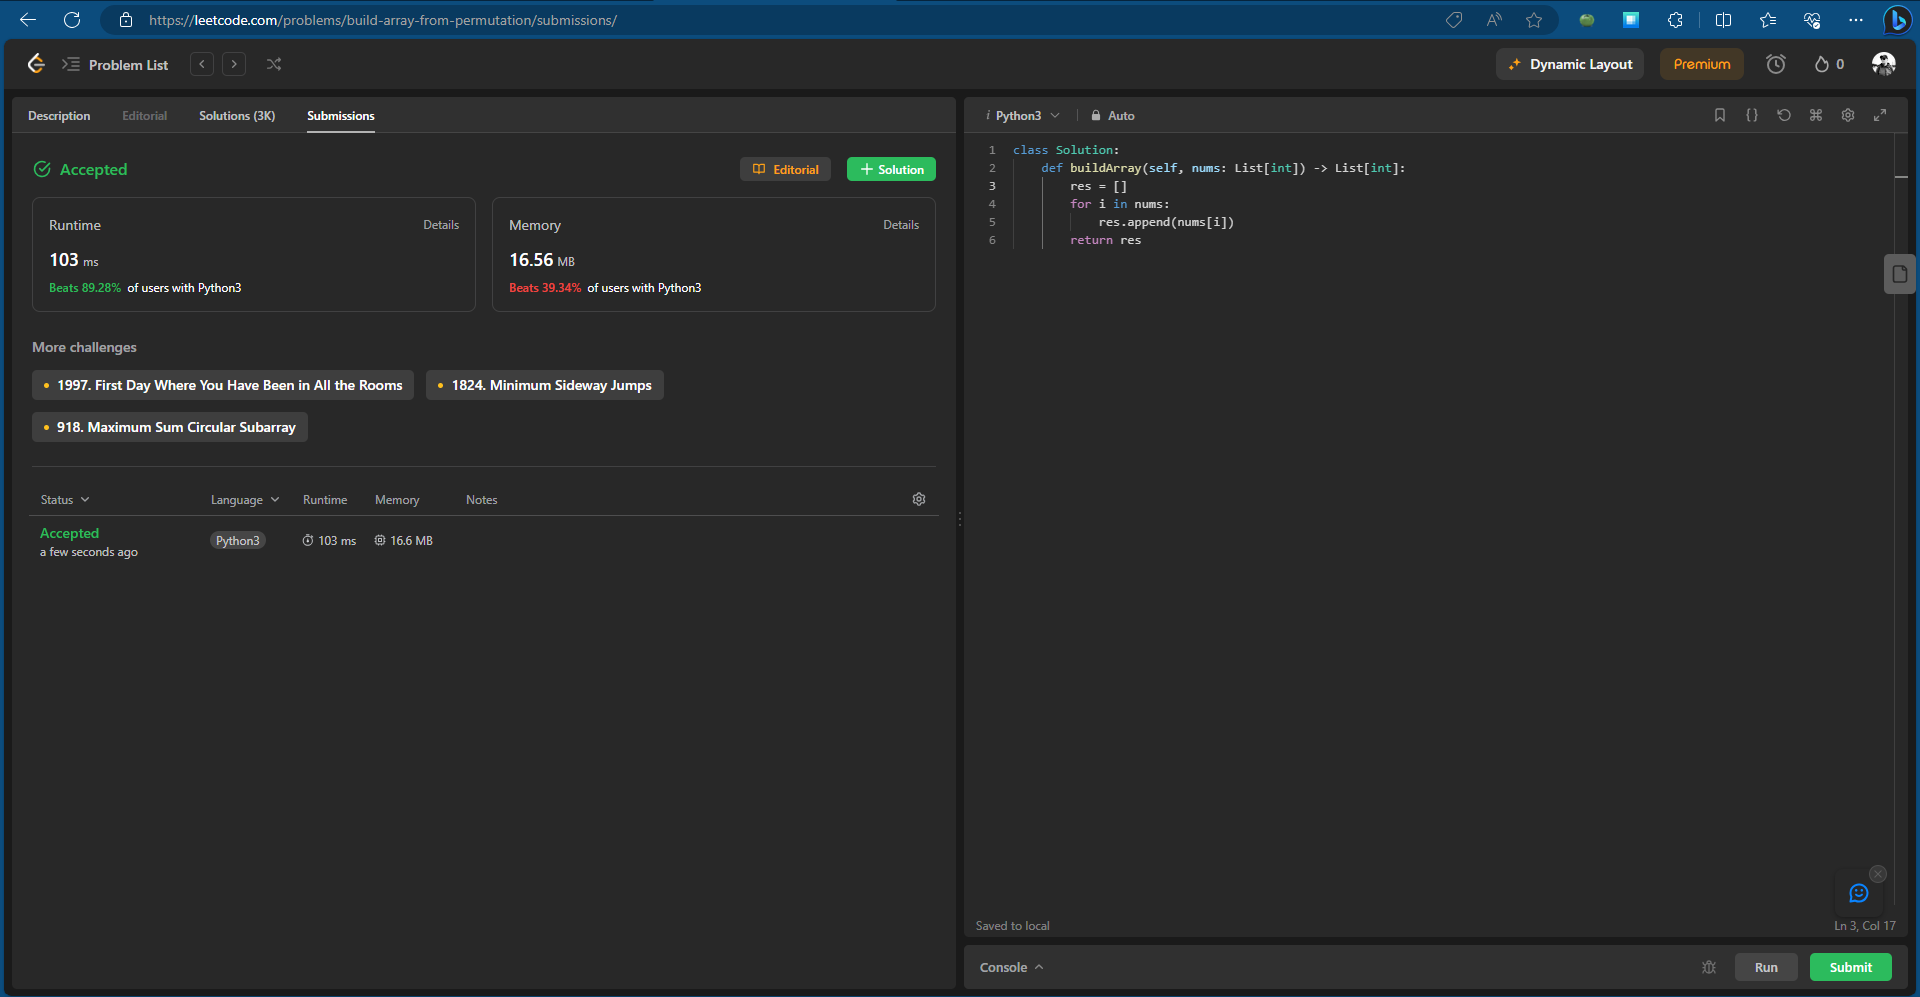 https://leetcode.com/problems/build-array-from-permutation/submissions/
Problem List
Dynamic Layout
Premium
0
Description Editorial Solutions (3K) Submissions
Accepted
Editorial
+ Solution
Runtime Details
103 ms
Beats 89.28% of users with Python3
Memory Details
16.56 MB
Beats 39.34% of users with Python3
More challenges
1997. First Day Where You Have Been in All the Rooms
1824. Minimum Sideway Jumps
918. Maximum Sum Circular Subarray
Status Language Runtime Memory Notes
Accepted
a few seconds ago
Python3
103 ms
16.6 MB
i Python3
Auto
1 class Solution:
2 def buildArray(self, nums: List[int]) -> List[int]:
3 res = []
4 for i in nums:
5 res.append(nums[i])
6 return res
Saved to local
Ln 3, Col 17
Console
Run
Submit